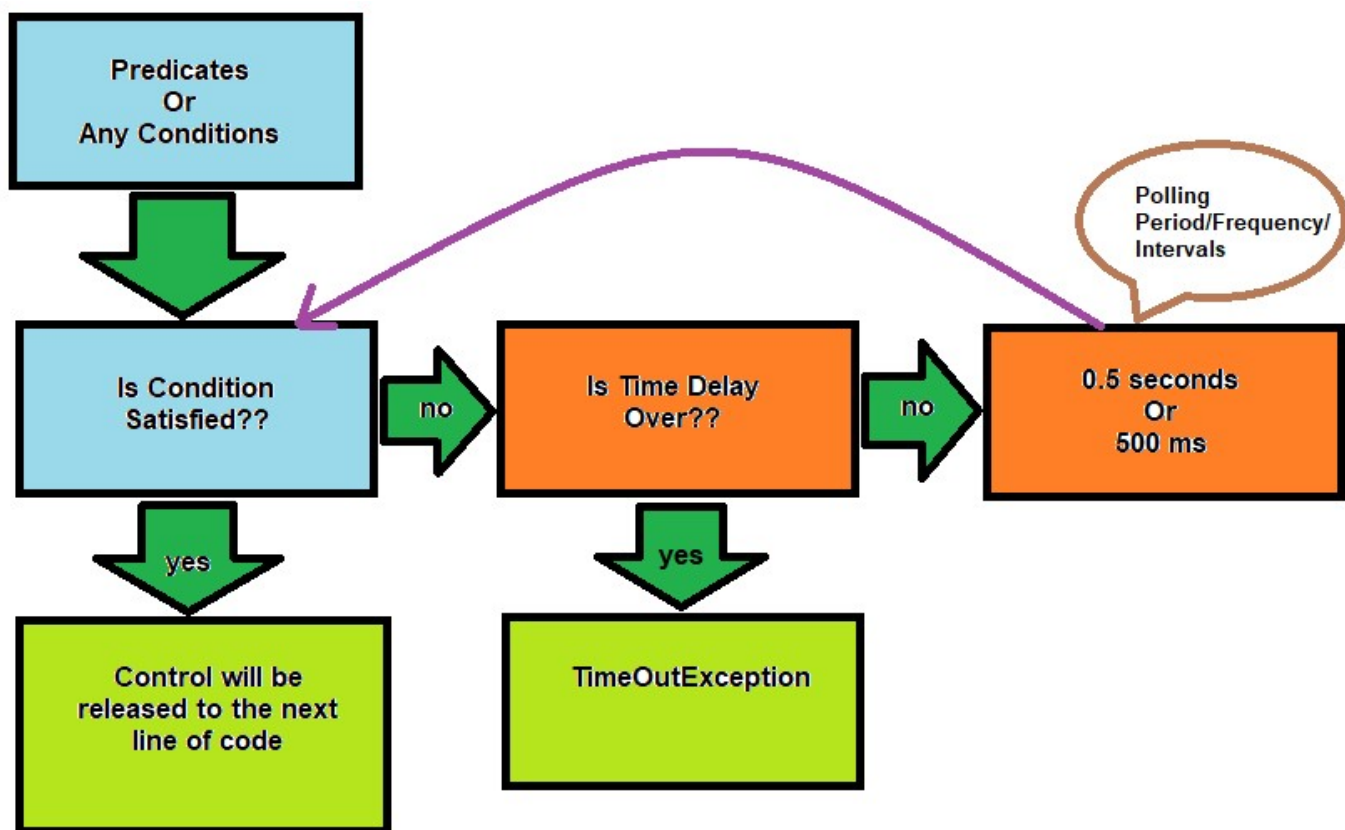 Predicates
Or
Any Conditions
Polling
Period/Frequency/
Intervals
Is Condition
Satisfied??
no
Is Time Delay
Over??
no
0.5 seconds
Or
500 ms
yes
yes
Control will be
released to the next
line of code
TimeOutException